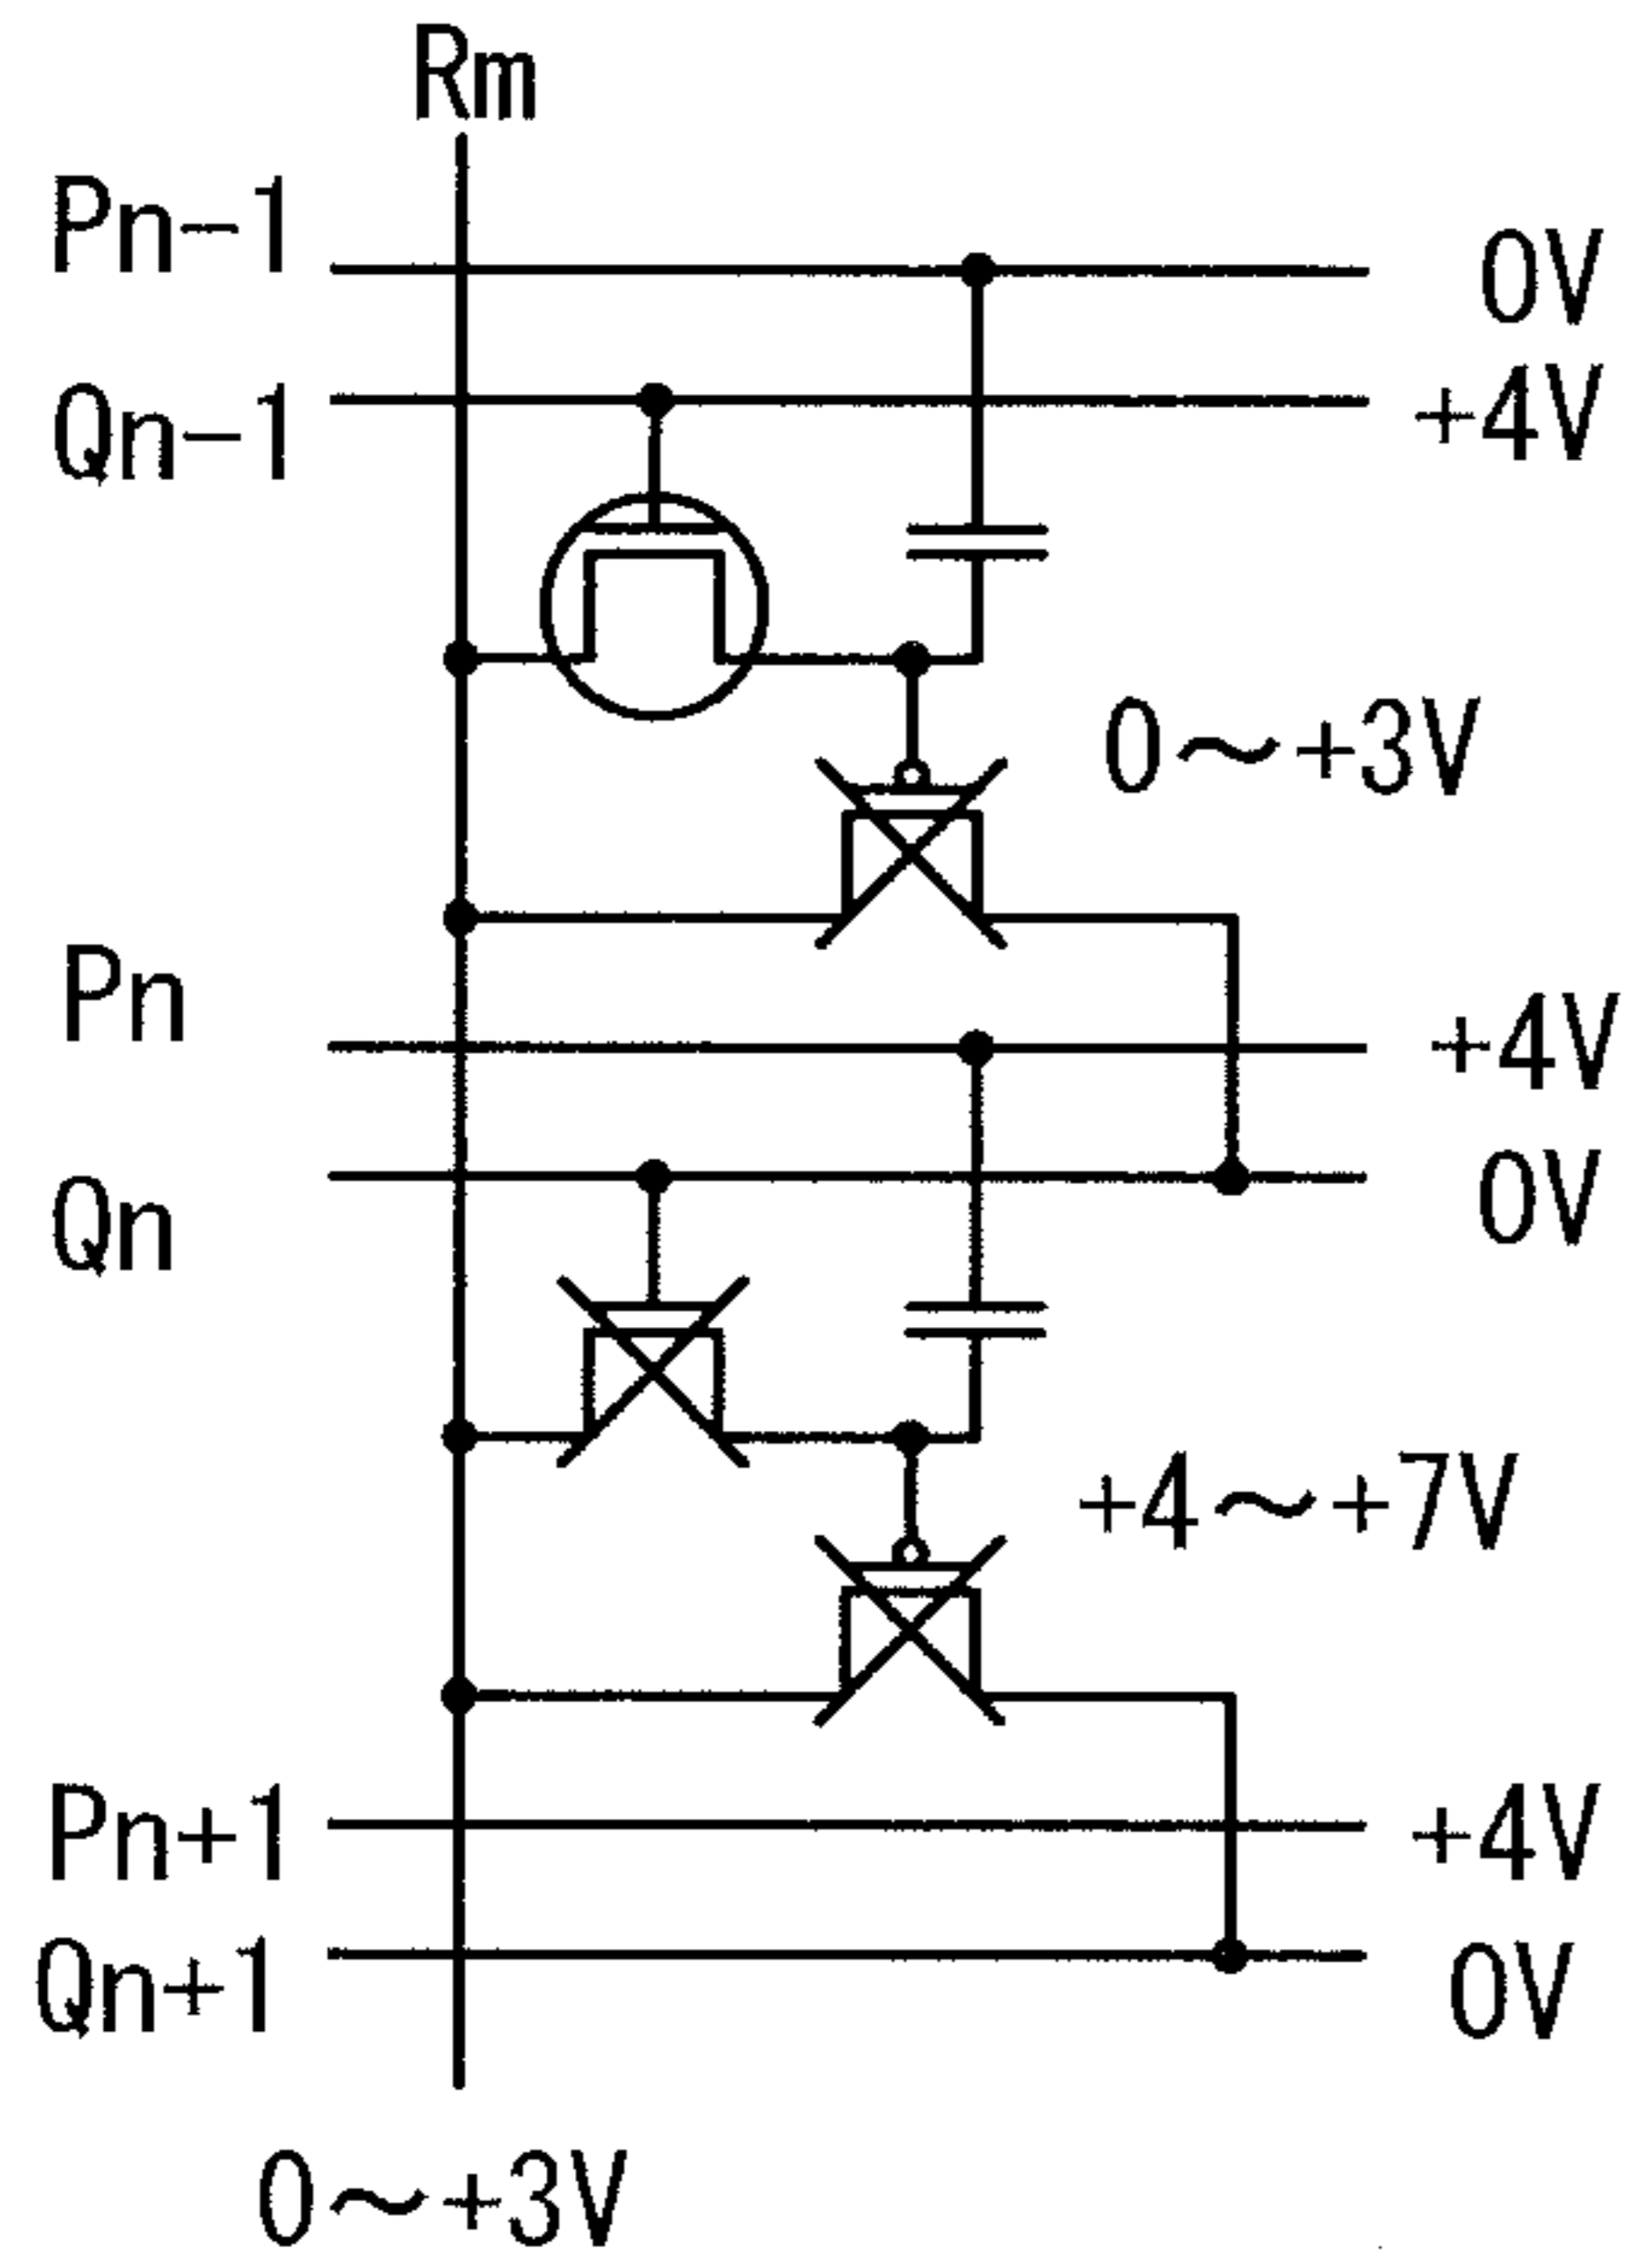 Rm
Pn-1 0V
Qn-1 +4V
0～+3V
Pn +4V
Qn 0V
+4～+7V
Pn+1 +4V
Qn+1 0V
0～+3V